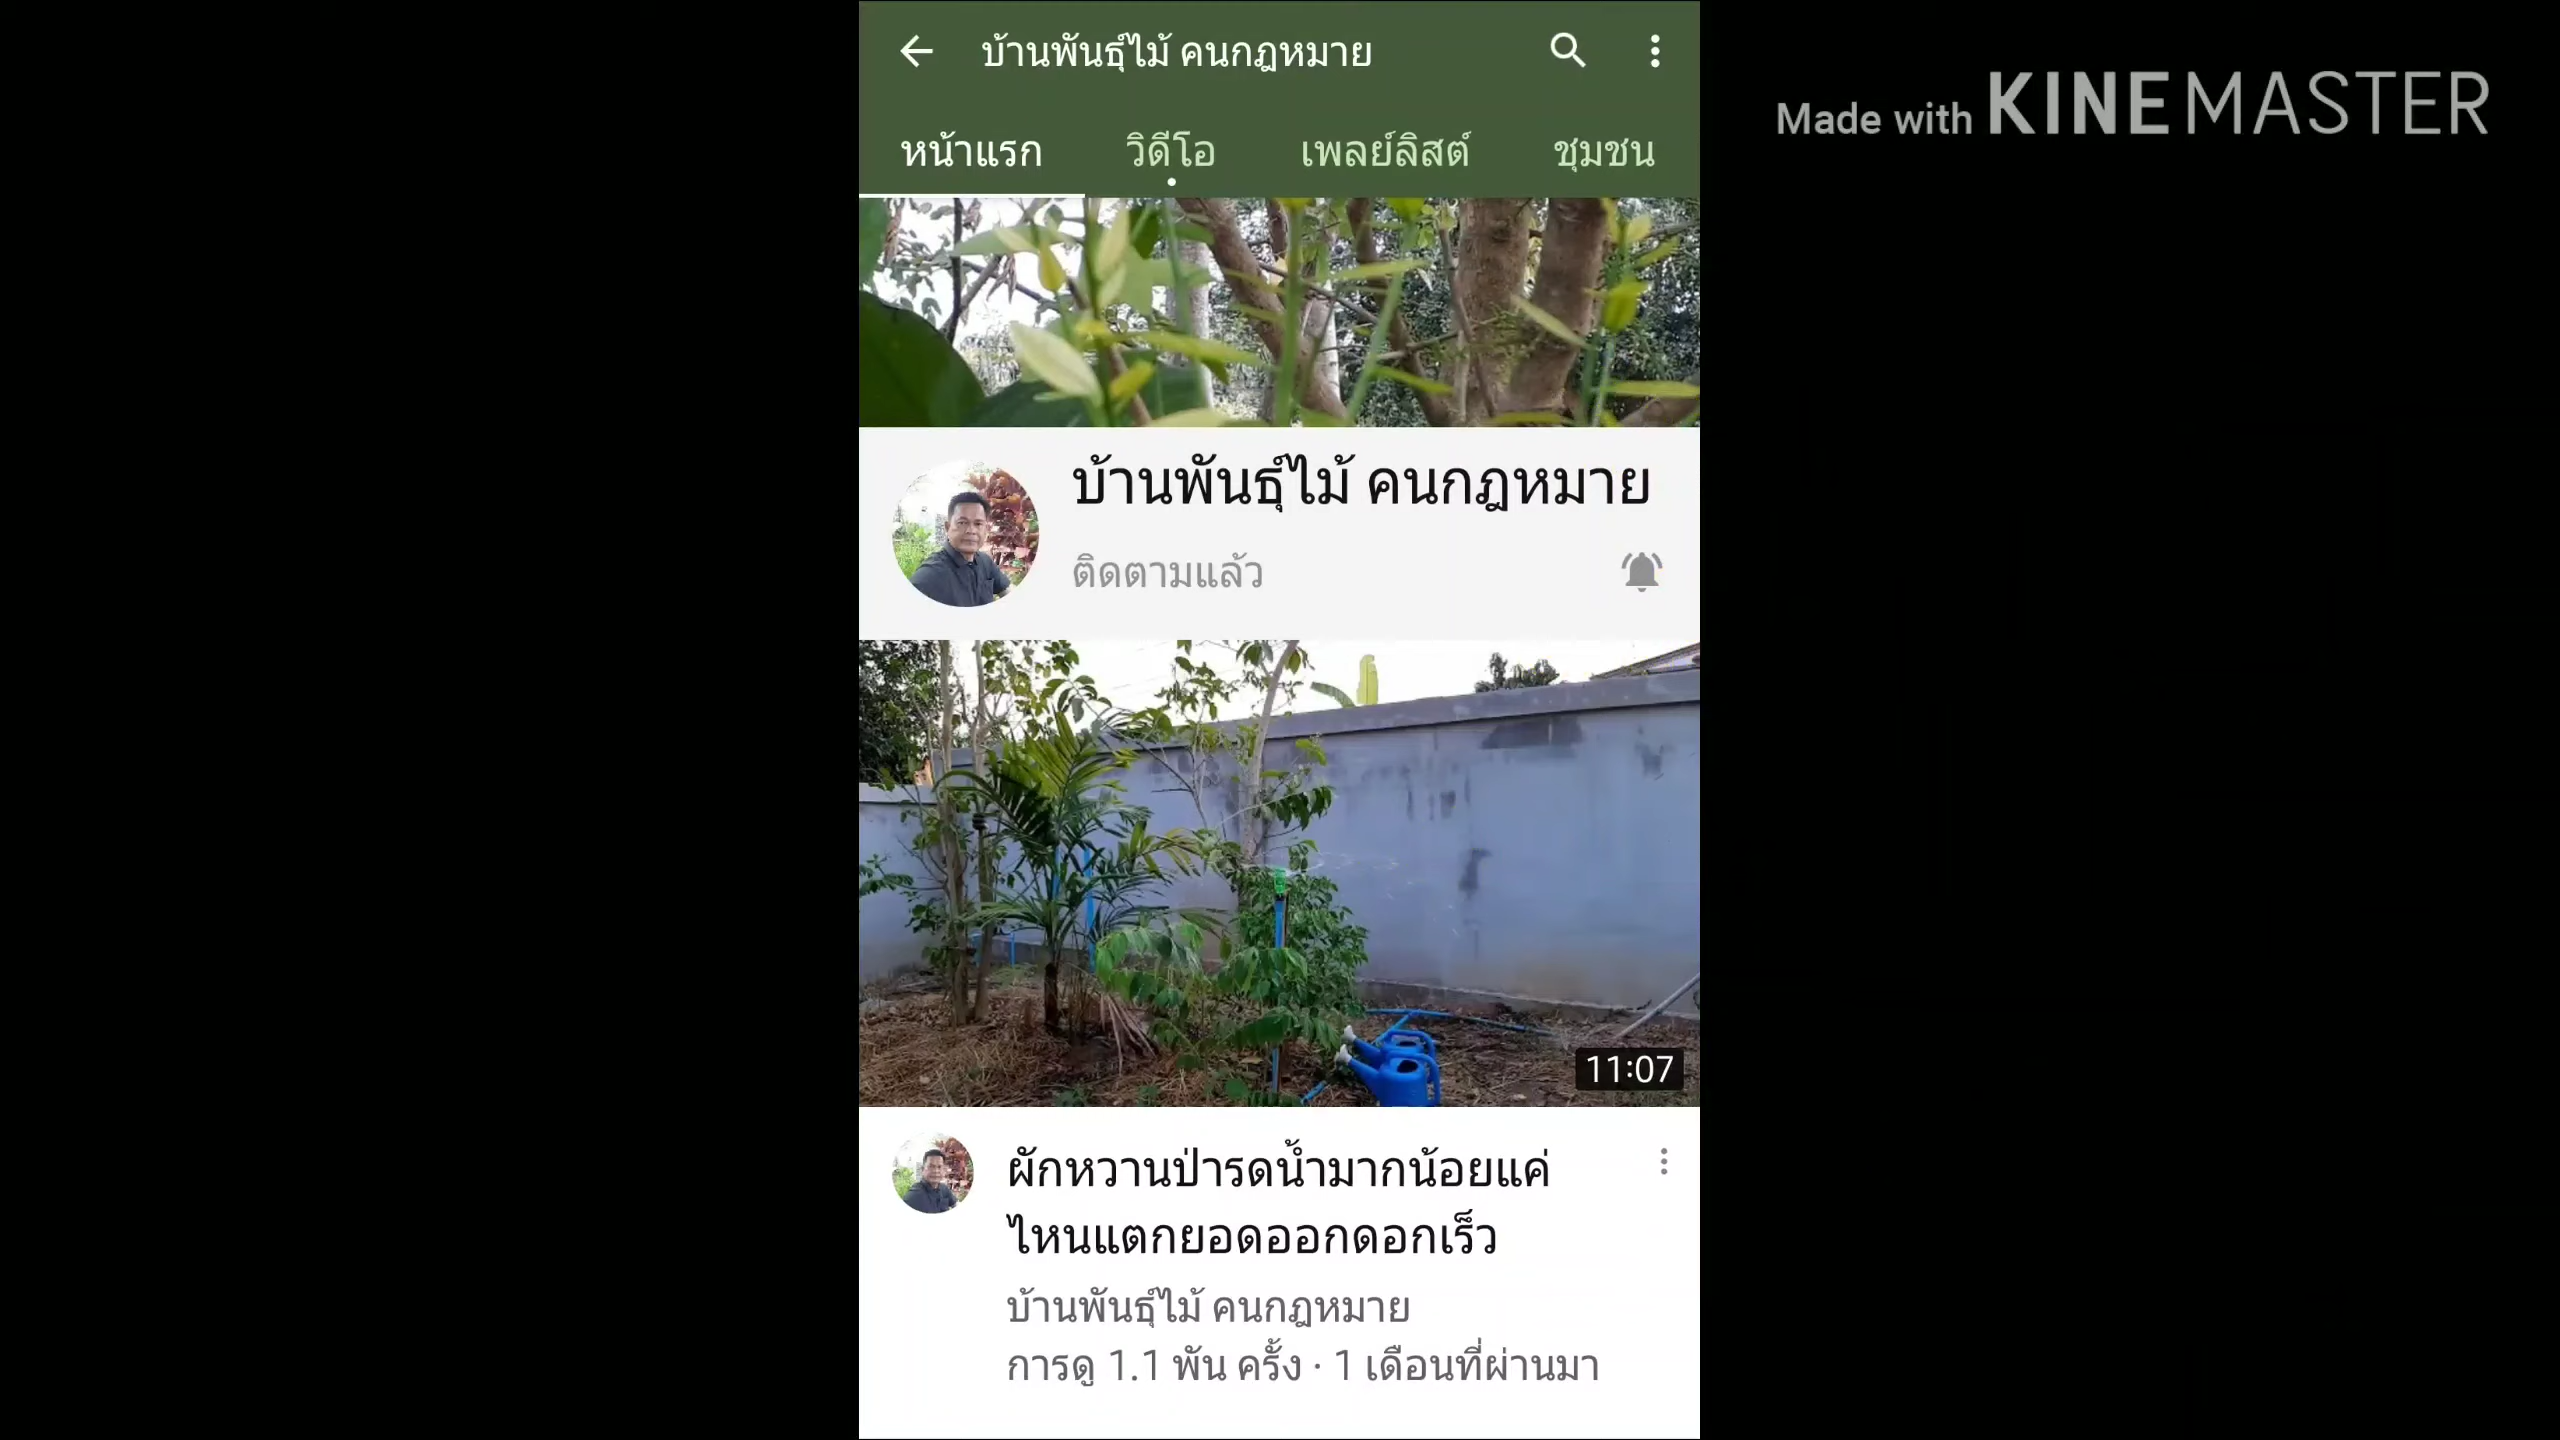 บ้านพันธุ์ไม้ คนกฎหมาย
Made with KINEMASTER
หน้าแรก วิดีโอ เพลย์ลิสต์ ชุมชน
บ้านพันธุ์ไม้ คนกฎหมาย
ติดตามแล้ว
11:07
ผักหวานป่ารดน้ำมากน้อยแค่
ไหนแตกยอดออกดอกเร็ว
บ้านพันธุ์ไม้ คนกฎหมาย
การดู 1.1 พัน ครั้ง · 1 เดือนที่ผ่านมา